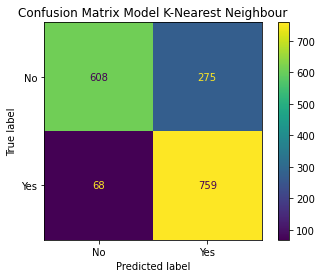 Confusion Matrix Model K-Nearest Neighbour
No
608
275
Yes
68
759
No
Yes
Predicted label
True label
700
600
500
400
300
200
100